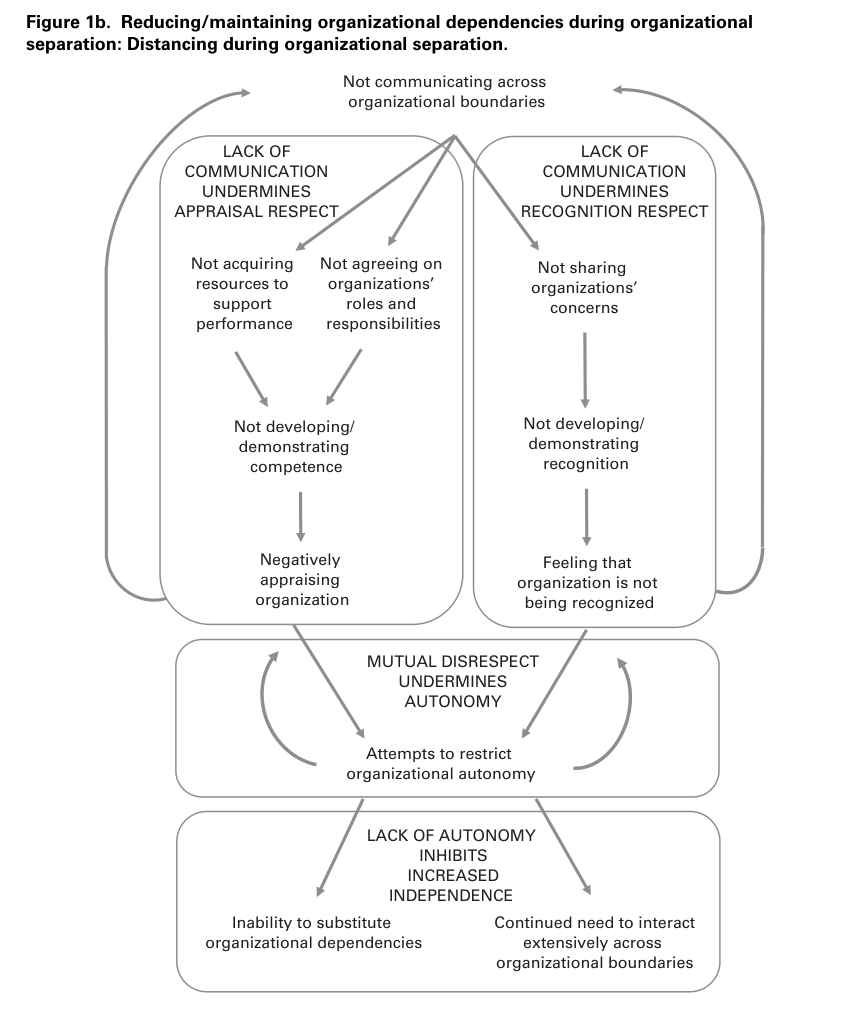 Figure 1b. Reducing/maintaining organizational dependencies during organizational
separation: Distancing during organizational separation.
Not communicating across
organizational boundaries
LACK OF
COMMUNICATION
UNDERMINES
APPRAISAL RESPECT
LACK OF
COMMUNICATION
UNDERMINES
RECOGNITION RESPECT
Not acquiring
resources to
support
performance
Not agreeing on
organizations’
roles and
responsibilities
Not sharing
organizations’
concerns
Not developing/
demonstrating
competence
Not developing/
demonstrating
recognition
Negatively
appraising
organization
Feeling that
organization is not
being recognized
MUTUAL DISRESPECT
UNDERMINES
AUTONOMY
Attempts to restrict
organizational autonomy
LACK OF AUTONOMY
INHIBITS
INCREASED
INDEPENDENCE
Inability to substitute
organizational dependencies
Continued need to interact
extensively across
organizational boundaries